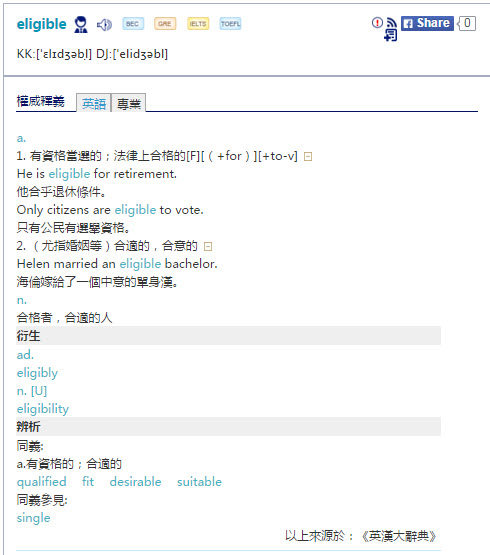 eligible BEC GRE IELTS TOEFL Share 0
KK:[ˈɛlɪdʒəbl] DJ:[ˈelidʒəbl]
權威釋義 英語 專業
a.
1. 有資格當選的；法律上合格的[F][（+for）][+to-v]
He is eligible for retirement.
他合乎退休條件。
Only citizens are eligible to vote.
只有公民有選舉資格。
2. （尤指婚姻等）合適的，合意的
Helen married an eligible bachelor.
海倫嫁給了一個中意的單身漢。
n.
合格者，合適的人
衍生
ad.
eligibly
n. [U]
eligibility
辨析
同義:
a.有資格的；合適的
qualified fit desirable suitable
同義參見:
single
以上來源於：《英漢大辭典》